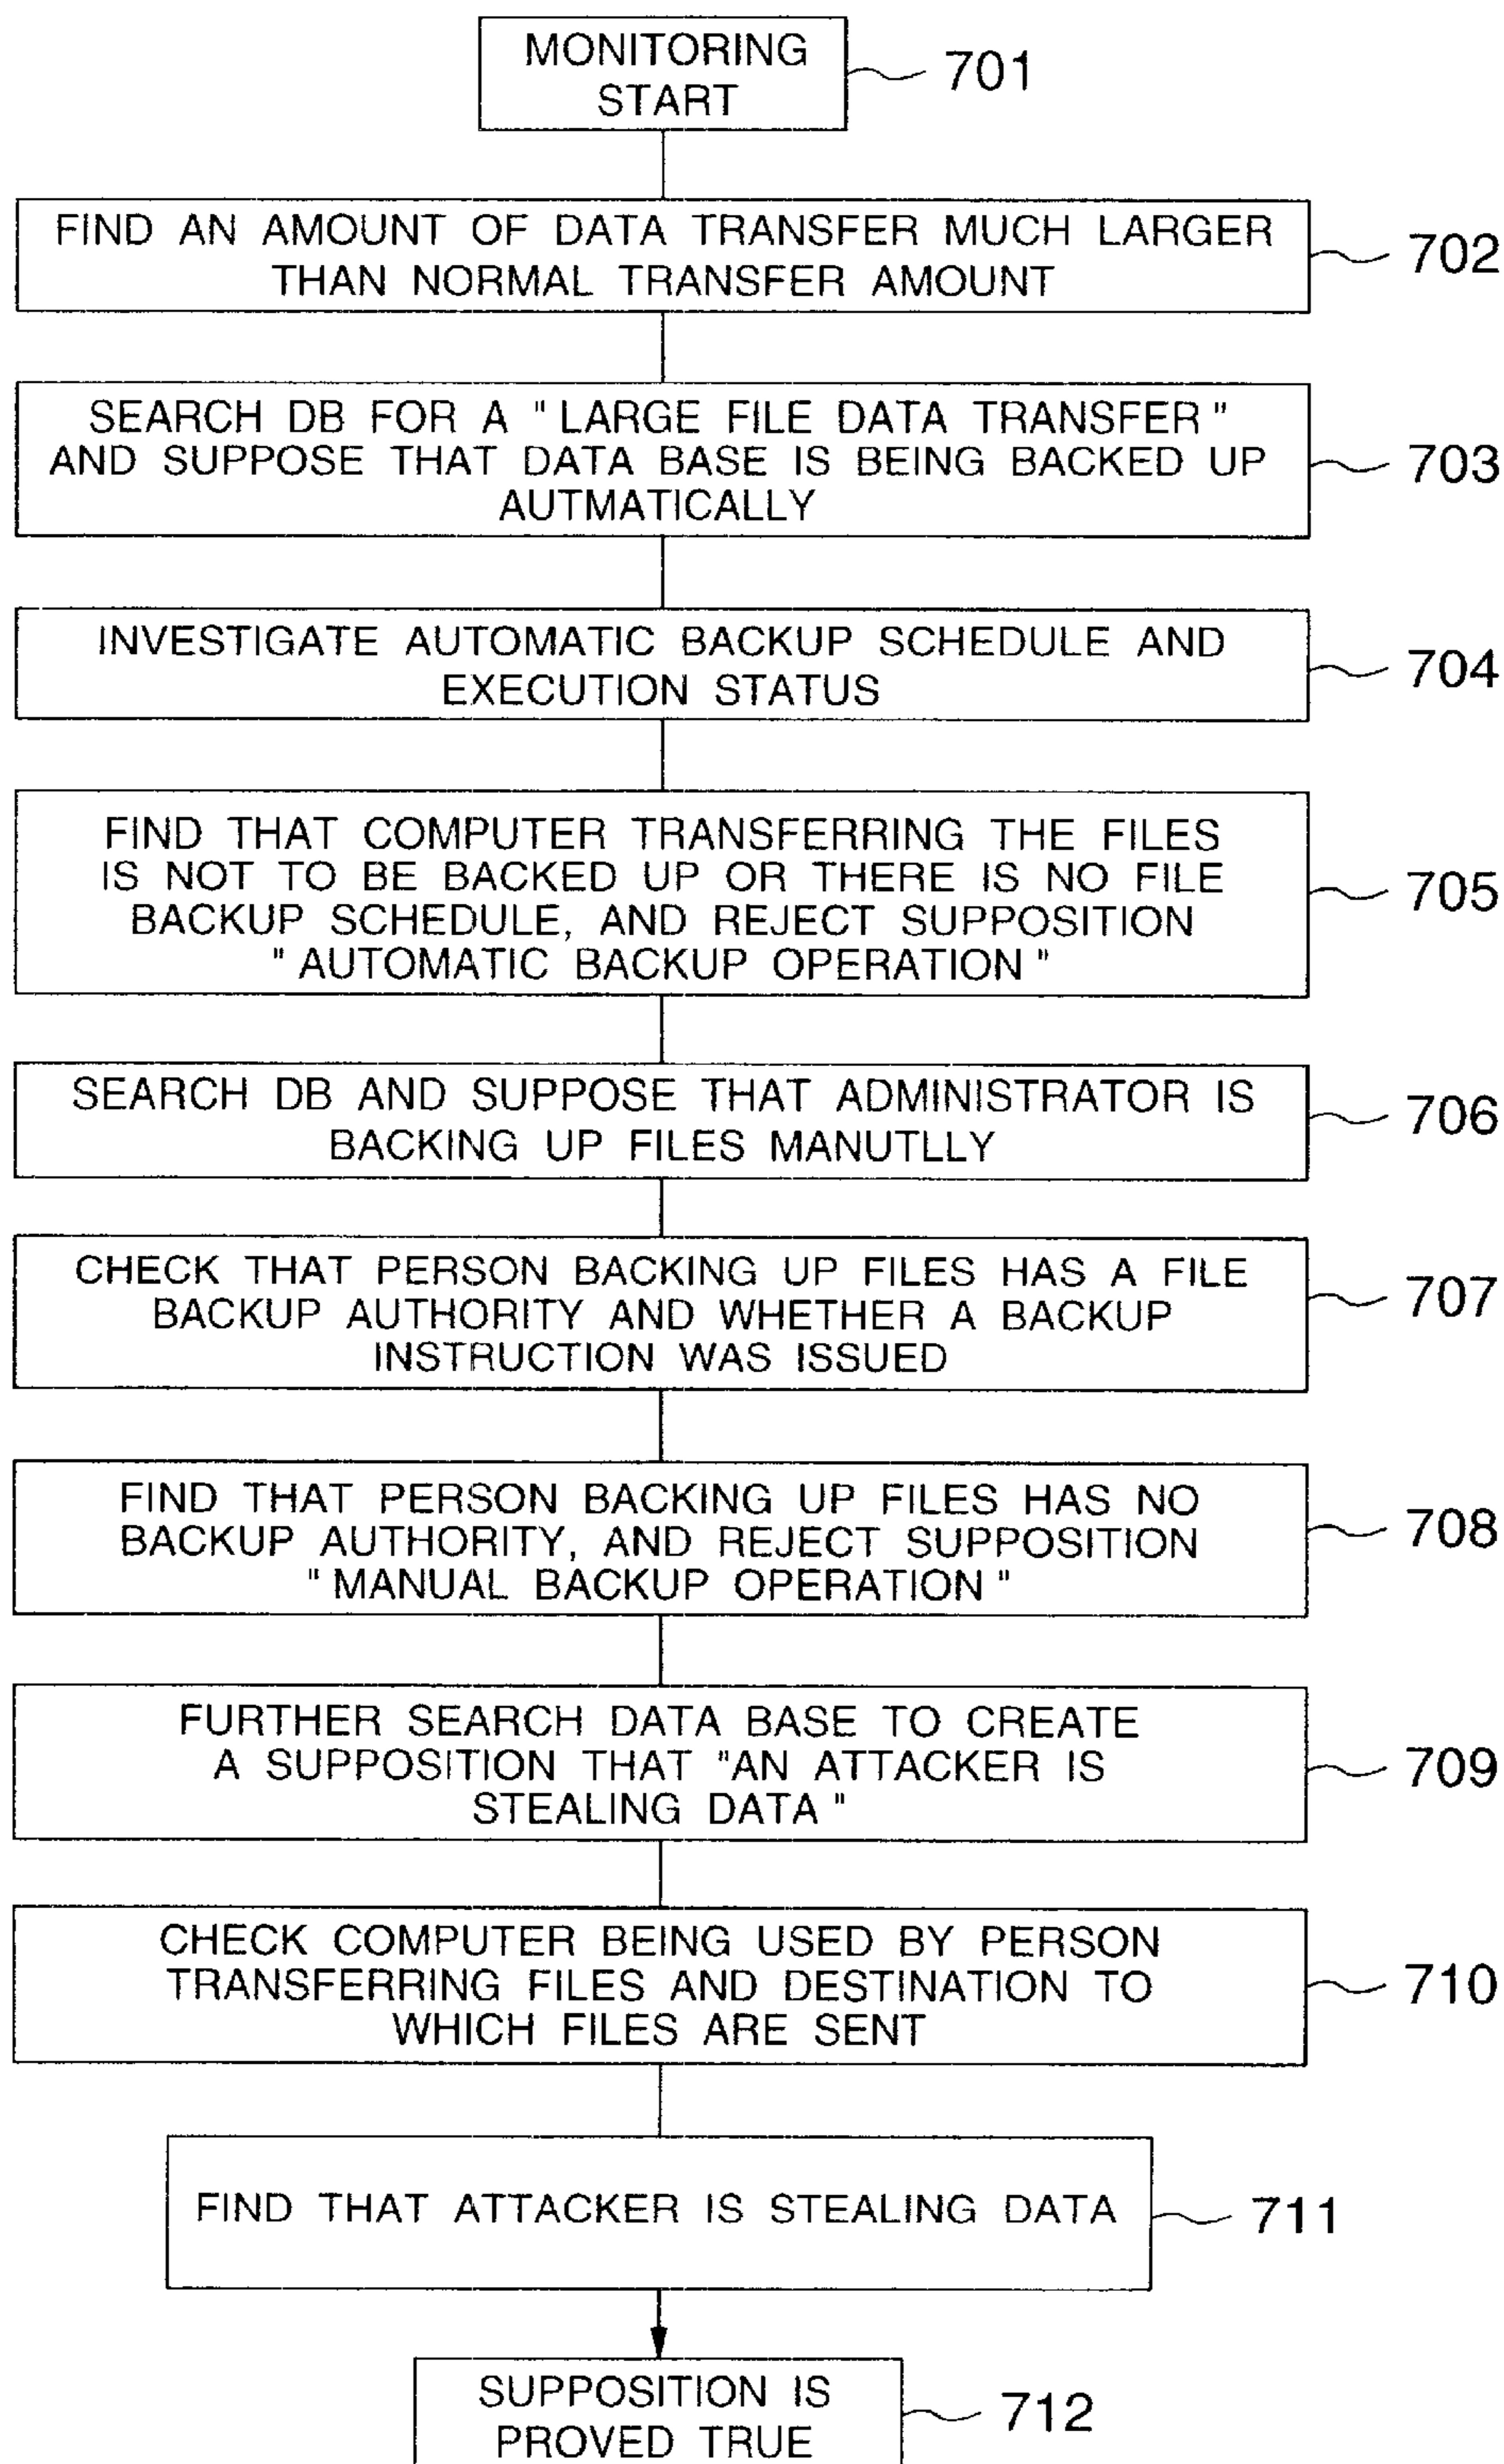 MONITORING
START
701
FIND AN AMOUNT OF DATA TRANSFER MUCH LARGER
THAN NORMAL TRANSFER AMOUNT
702
SEARCH DB FOR A "LARGE FILE DATA TRANSFER"
AND SUPPOSE THAT DATA BASE IS BEING BACKED UP
AUTMATICALLY
703
INVESTIGATE AUTOMATIC BACKUP SCHEDULE AND
EXECUTION STATUS
704
FIND THAT COMPUTER TRANSFERRING THE FILES
IS NOT TO BE BACKED UP OR THERE IS NO FILE
BACKUP SCHEDULE, AND REJECT SUPPOSITION
"AUTOMATIC BACKUP OPERATION"
705
SEARCH DB AND SUPPOSE THAT ADMINISTRATOR IS
BACKING UP FILES MANUTLLY
706
CHECK THAT PERSON BACKING UP FILES HAS A FILE
BACKUP AUTHORITY AND WHETHER A BACKUP
INSTRUCTION WAS ISSUED
707
FIND THAT PERSON BACKING UP FILES HAS NO
BACKUP AUTHORITY, AND REJECT SUPPOSITION
"MANUAL BACKUP OPERATION"
708
FURTHER SEARCH DATA BASE TO CREATE
A SUPPOSITION THAT "AN ATTACKER IS
STEALING DATA"
709
CHECK COMPUTER BEING USED BY PERSON
TRANSFERRING FILES AND DESTINATION TO
WHICH FILES ARE SENT
710
FIND THAT ATTACKER IS STEALING DATA
711
SUPPOSITION IS
PROVED TRUE
712